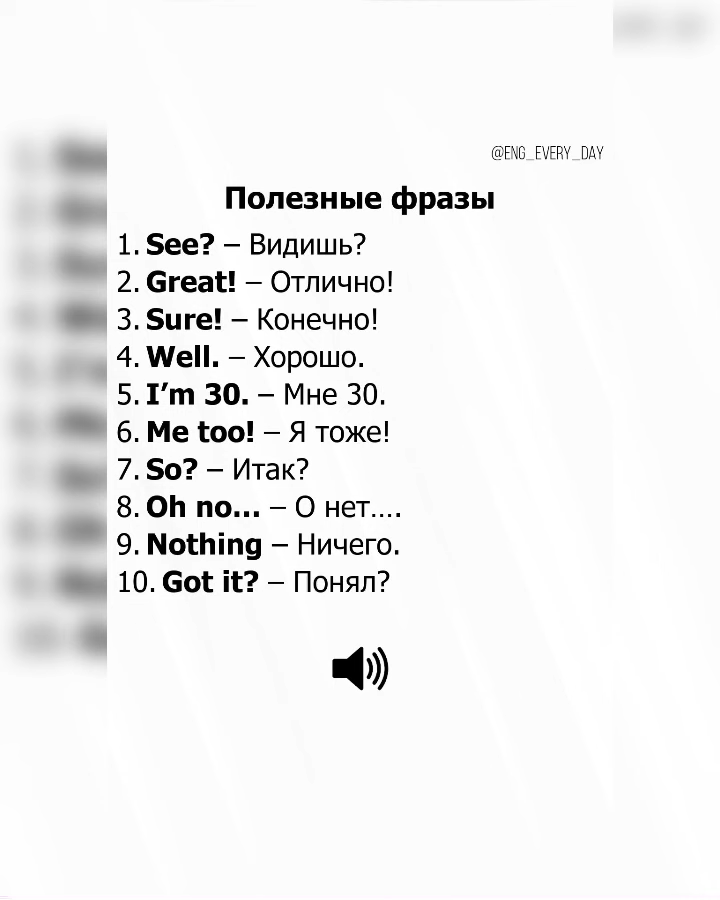 @ENG_EVERY_DAY
Полезные фразы
1. See? – Видишь?
2. Great! – Отлично!
3. Sure! – Конечно!
4. Well. – Хорошо.
5. I’m 30. – Мне 30.
6. Me too! – Я тоже!
7. So? – Итак?
8. Oh no... – О нет....
9. Nothing – Ничего.
10. Got it? – Понял?